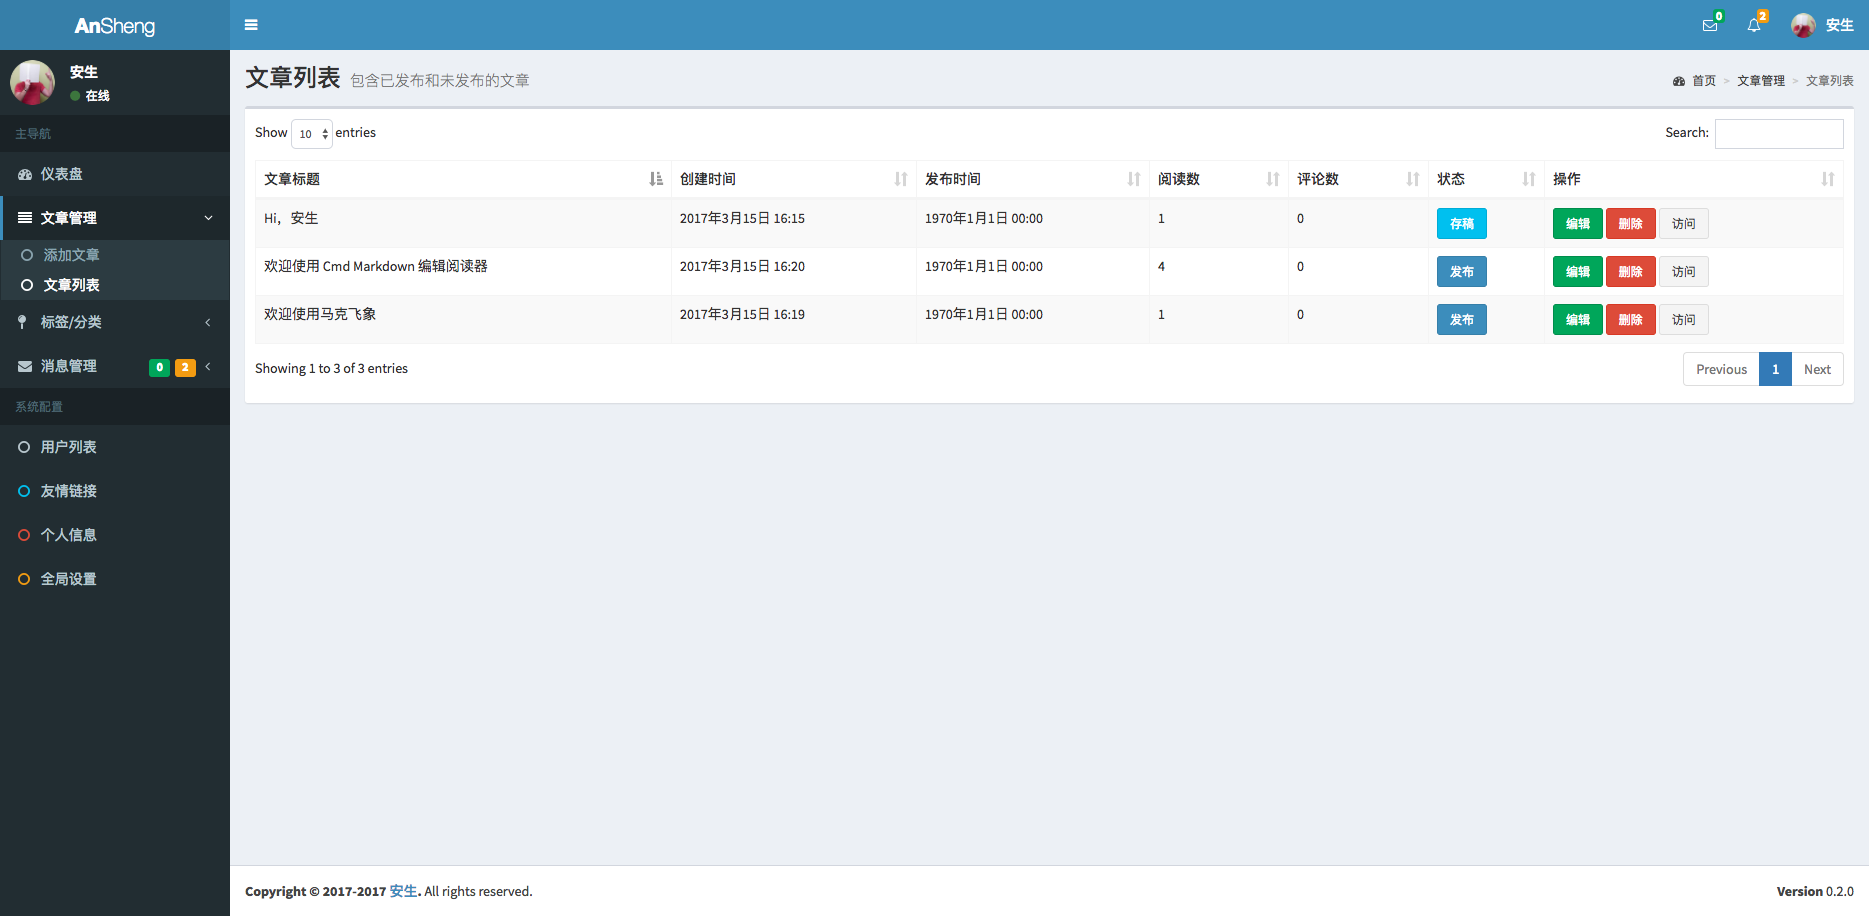 AnSheng
0
2
安生
安生
在线
主导航
仪表盘
文章管理
添加文章
文章列表
标签/分类
消息管理 0 2
系统配置
用户列表
友情链接
个人信息
全局设置
文章列表 包含已发布和未发布的文章
首页 > 文章管理 > 文章列表
Show 10 entries
Search:
文章标题 创建时间 发布时间 阅读数 评论数 状态 操作
Hi，安生 2017年3月15日 16:15 1970年1月1日 00:00 1 0 存稿 编辑 删除 访问
欢迎使用 Cmd Markdown 编辑阅读器 2017年3月15日 16:20 1970年1月1日 00:00 4 0 发布 编辑 删除 访问
欢迎使用马克飞象 2017年3月15日 16:19 1970年1月1日 00:00 1 0 发布 编辑 删除 访问
Showing 1 to 3 of 3 entries
Previous 1 Next
Copyright © 2017-2017 安生. All rights reserved.
Version 0.2.0